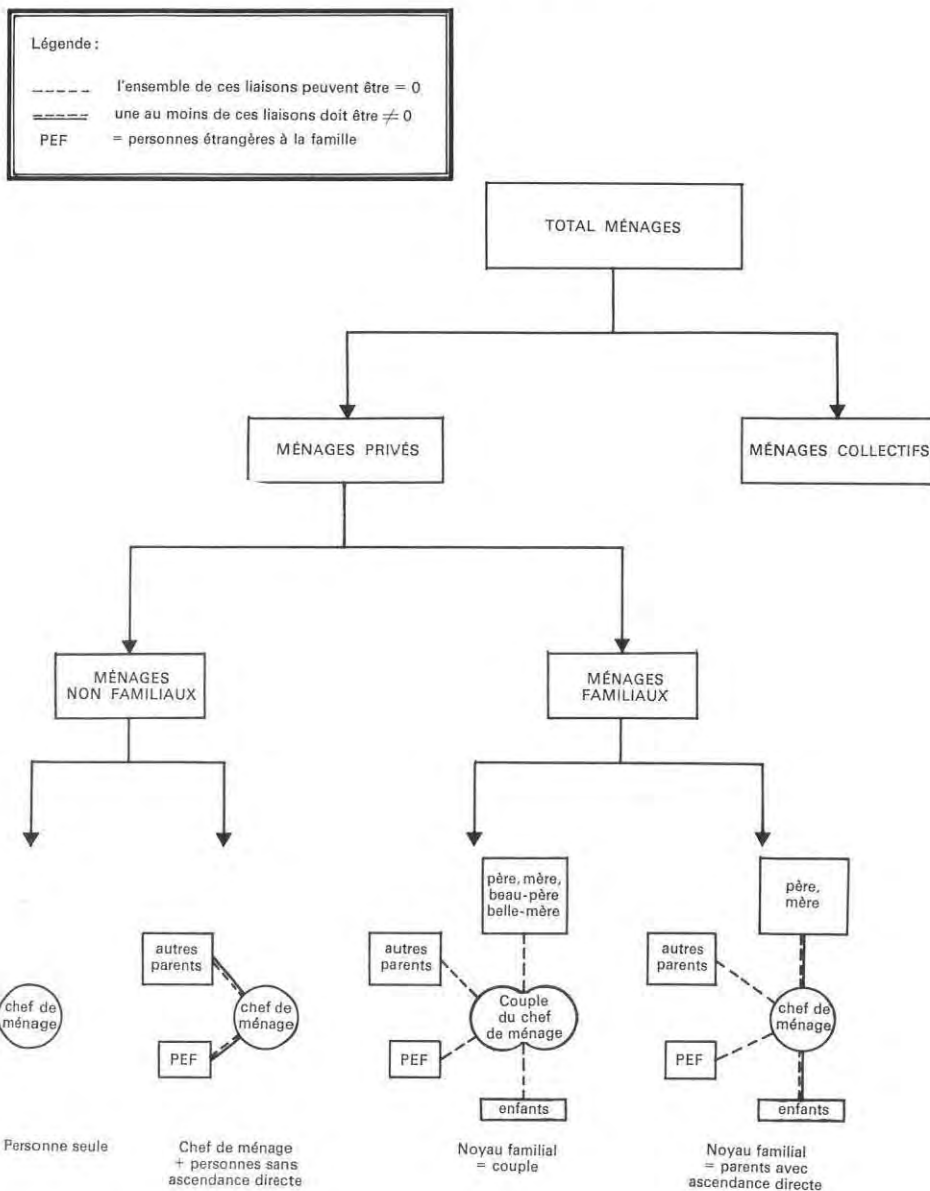 Légende :
l'ensemble de ces liaisons peuvent être = 0
une au moins de ces liaisons doit être ≠ 0
PEF = personnes étrangères à la famille
TOTAL MÉNAGES
MÉNAGES PRIVÉS
MÉNAGES COLLECTIFS
MÉNAGES
NON FAMILIAUX
MÉNAGES
FAMILIAUX
chef de
ménage
Personne seule
autres
parents
chef de
ménage
PEF
Chef de ménage
+ personnes sans
ascendance directe
père, mère,
beau-père
belle-mère
autres
parents
Couple
du chef
de ménage
PEF
enfants
Noyau familial
= couple
père,
mère
autres
parents
chef de
ménage
PEF
enfants
Noyau familial
= parents avec
ascendance directe